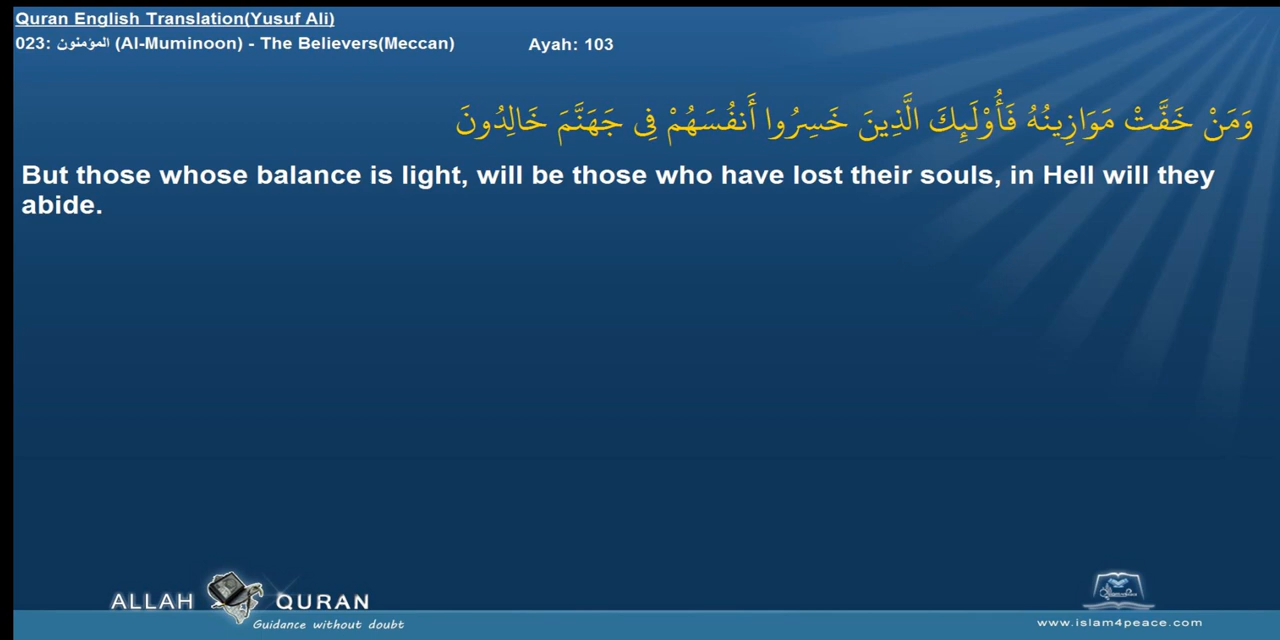 Quran English Translation(Yusuf Ali)
023: المؤمنون (Al-Muminoon) - The Believers(Meccan) Ayah: 103
وَمَنْ خَفَّتْ مَوَازِينُهُ فَأُوْلَئِكَ الَّذِينَ خَسِرُوا أَنفُسَهُمْ فِي جَهَنَّمَ خَالِدُونَ
But those whose balance is light, will be those who have lost their souls, in Hell will they
abide.
ALLAH QURAN
Guidance without doubt
www.islam4peace.com